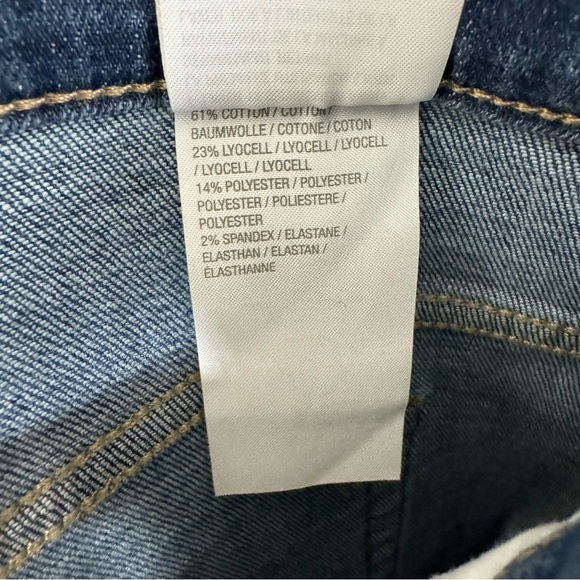 61% COTTON / COTTON /
BAUMWOLLE / COTONE / COTON
23% LYOCELL / LYOCELL / LYOCELL
/ LYOCELL / LYOCELL
14% POLYESTER / POLYESTER /
POLYESTER / POLIESTERE /
POLYESTER
2% SPANDEX / ELASTANE /
ELASTHAN / ELASTAN /
ÉLASTHANNE